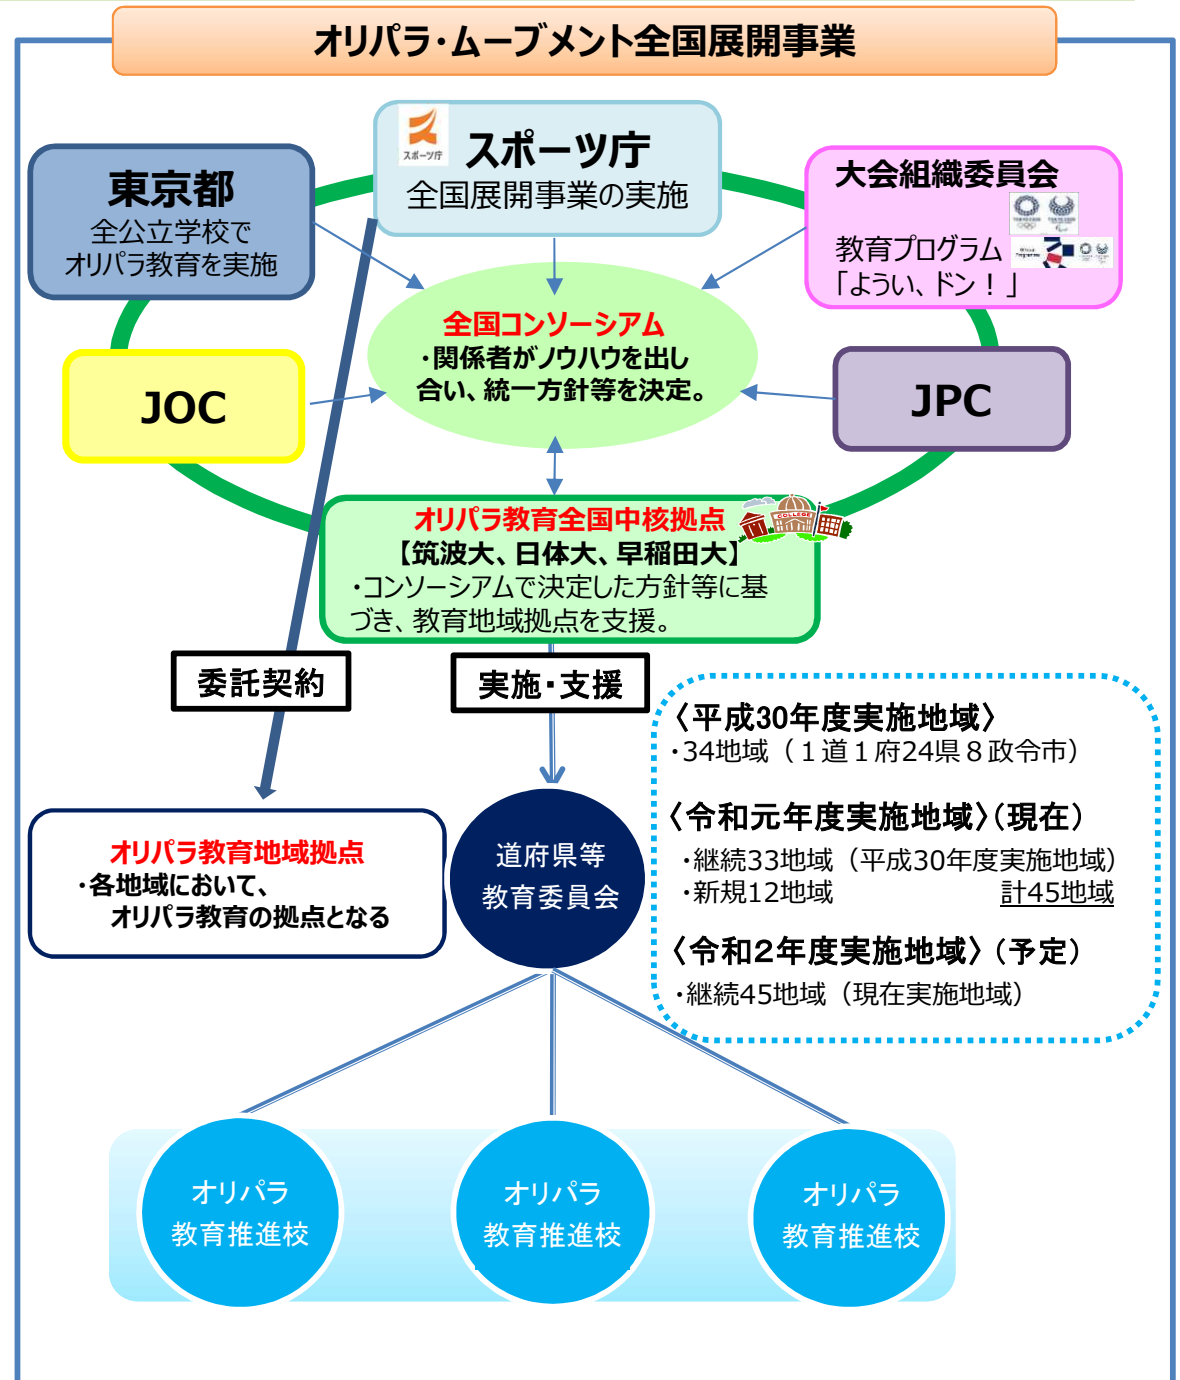 オリパラ・ムーブメント全国展開事業
スポーツ庁
スポーツ庁
全国展開事業の実施
東京都
全公立学校で
オリパラ教育を実施
大会組織委員会
教育プログラム
「ようい、ドン！」
全国コンソーシアム
・関係者がノウハウを出し
合い、統一方針等を決定。
JOC
JPC
オリパラ教育全国中核拠点
【筑波大、日体大、早稲田大】
・コンソーシアムで決定した方針等に基
づき、教育地域拠点を支援。
COLLEGE
委託契約
実施・支援
〈平成30年度実施地域〉
・34地域（１道１府24県８政令市）
〈令和元年度実施地域〉（現在）
・継続33地域（平成30年度実施地域）
・新規12地域 計45地域
〈令和２年度実施地域〉（予定）
・継続45地域（現在実施地域）
オリパラ教育地域拠点
・各地域において、
オリパラ教育の拠点となる
道府県等
教育委員会
オリパラ
教育推進校
オリパラ
教育推進校
オリパラ
教育推進校